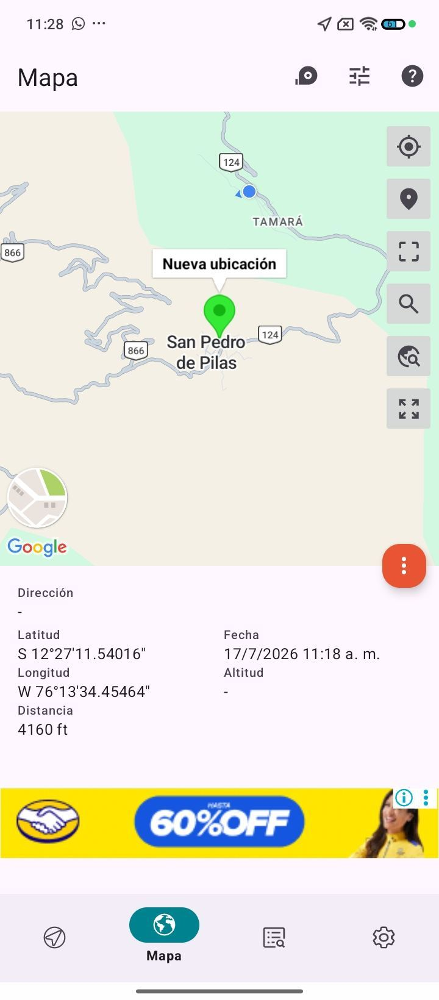 11:28
61
Mapa
124
TAMARÁ
866
Nueva ubicación
124
San Pedro
de Pilas
866
Google
Dirección
-
Latitud
Fecha
S 12°27'11.54016"
17/7/2026 11:18 a. m.
Longitud
Altitud
W 76°13'34.45464"
-
Distancia
4160 ft
HASTA
60%OFF
Mapa